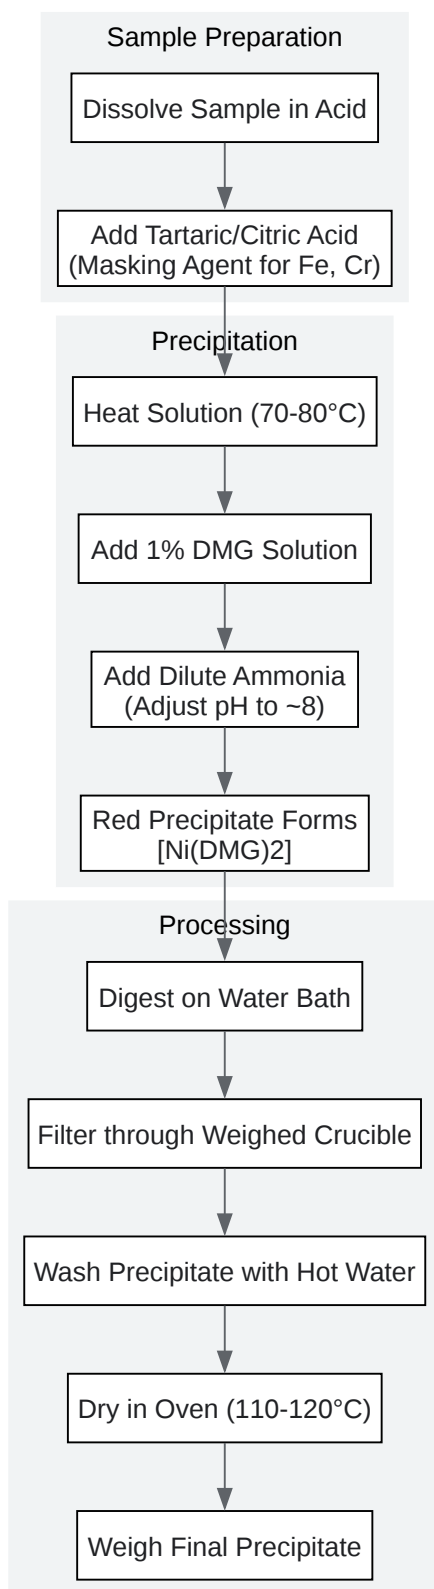 Sample Preparation
Dissolve Sample in Acid
Add Tartaric/Citric Acid
(Masking Agent for Fe, Cr)
Precipitation
Heat Solution (70-80°C)
Add 1% DMG Solution
Add Dilute Ammonia
(Adjust pH to ~8)
Red Precipitate Forms
[Ni(DMG)2]
Processing
Digest on Water Bath
Filter through Weighed Crucible
Wash Precipitate with Hot Water
Dry in Oven (110-120°C)
Weigh Final Precipitate